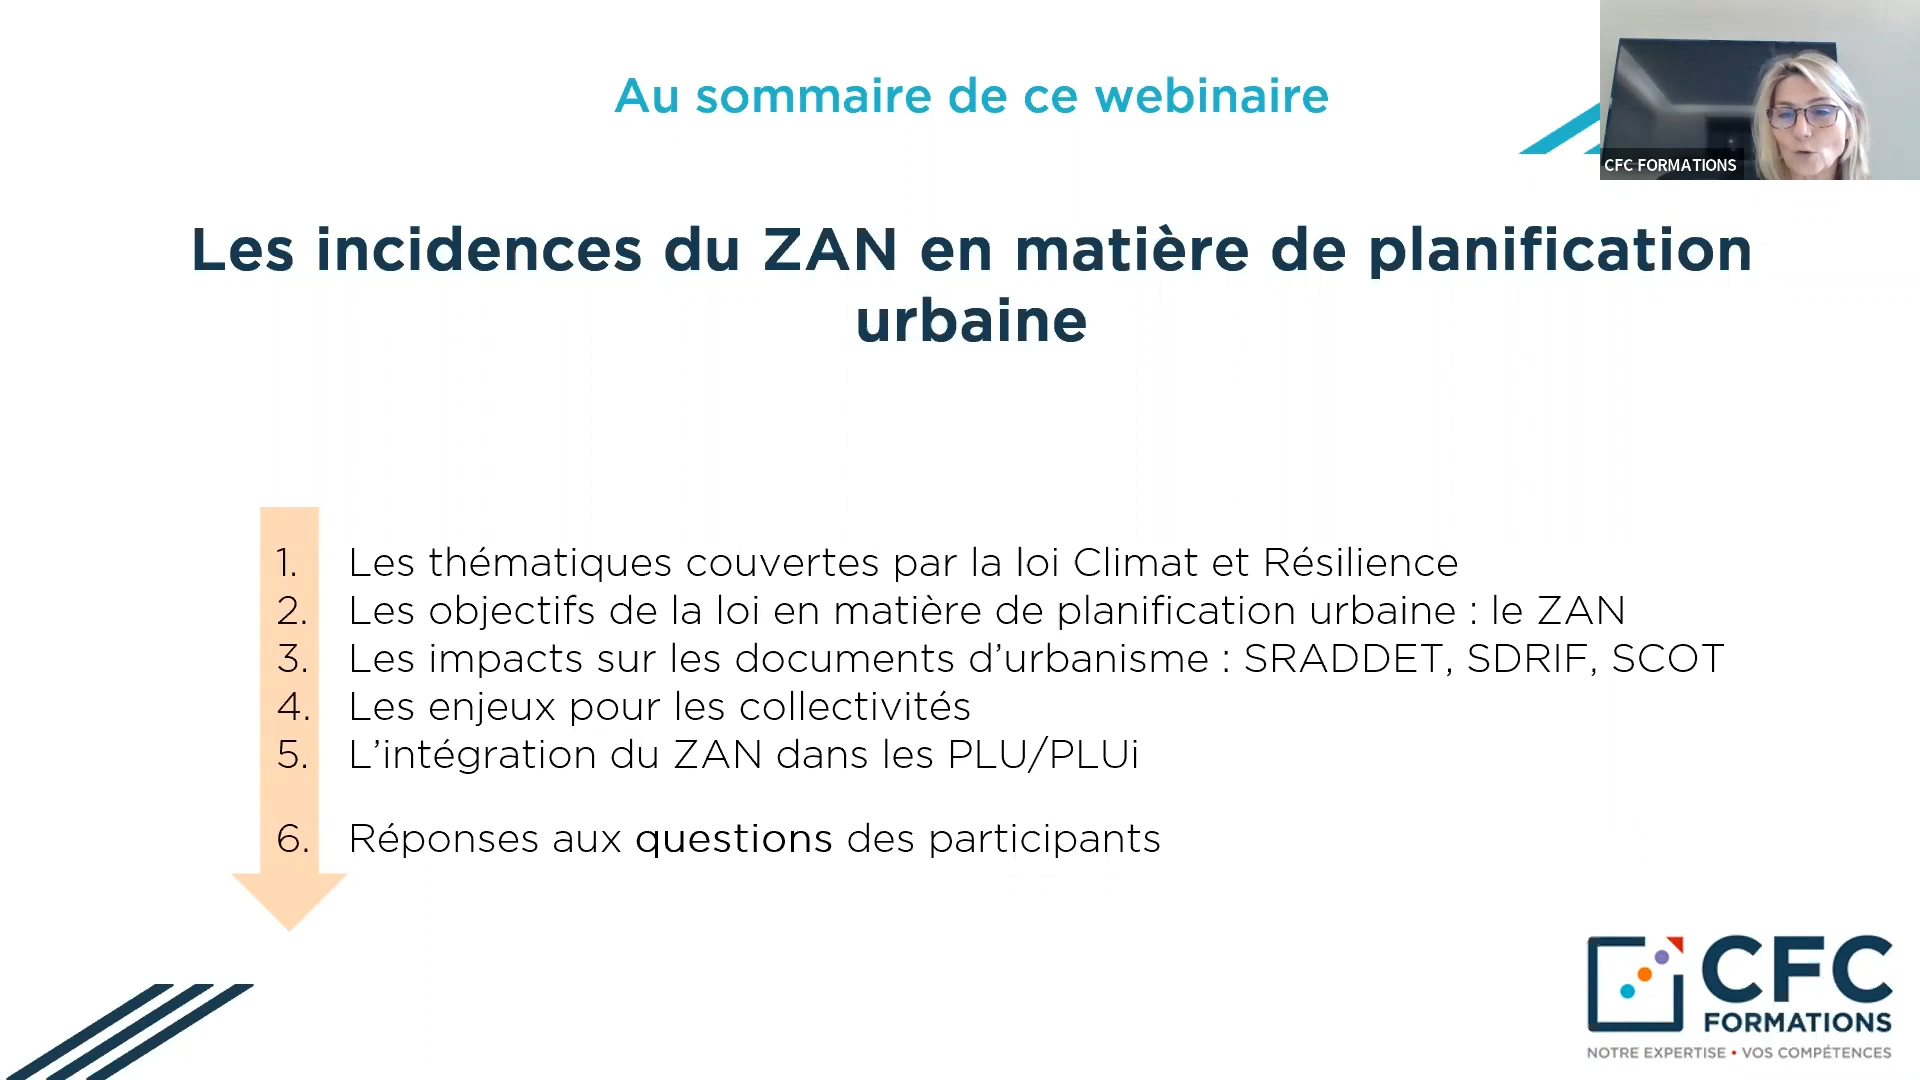 Au sommaire de ce webinaire
CFC FORMATIONS
Les incidences du ZAN en matière de planification
urbaine
1. Les thématiques couvertes par la loi Climat et Résilience
2. Les objectifs de la loi en matière de planification urbaine : le ZAN
3. Les impacts sur les documents d’urbanisme : SRADDET, SDRIF, SCOT
4. Les enjeux pour les collectivités
5. L’intégration du ZAN dans les PLU/PLUi
6. Réponses aux questions des participants
CFC
FORMATIONS
NOTRE EXPERTISE • VOS COMPÉTENCES